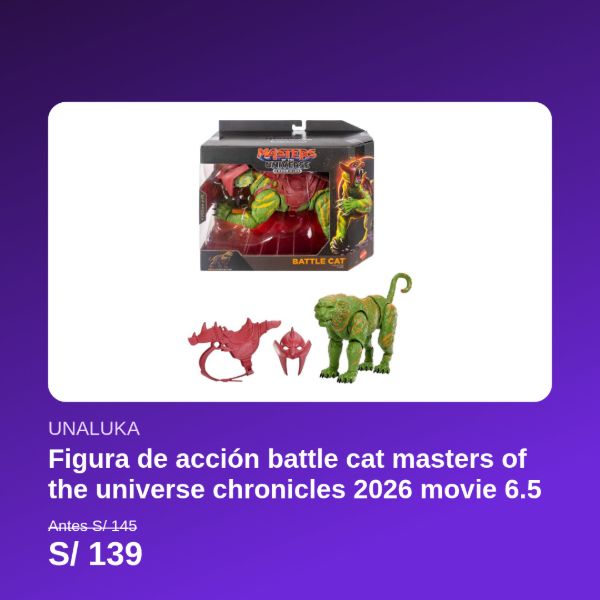 MASTERS
OF THE
UNIVERSE
CHRONICLES
BATTLE CAT
UNALUKA
Figura de acción battle cat masters of
the universe chronicles 2026 movie 6.5
Antes S/ 145
S/ 139